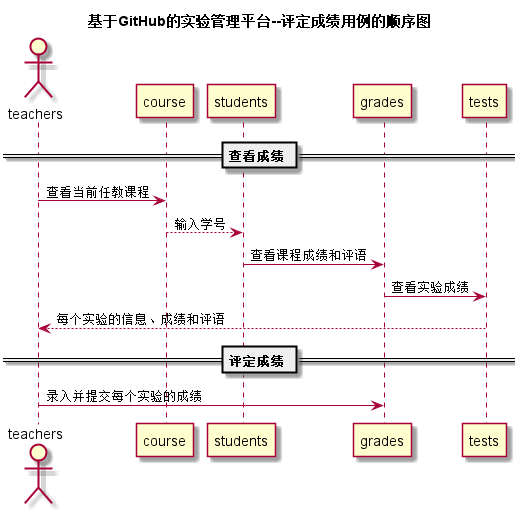 基于GitHub的实验管理平台--评定成绩用例的顺序图
teachers
course
students
grades
tests
查看成绩
查看当前任教课程
输入学号
查看课程成绩和评语
查看实验成绩
每个实验的信息、成绩和评语
评定成绩
录入并提交每个实验的成绩
teachers
course
students
grades
tests